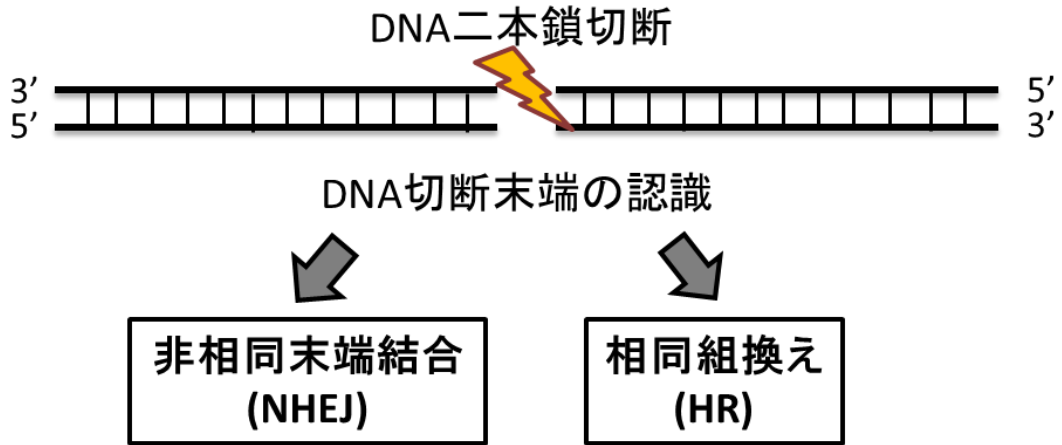 DNA二本鎖切断
3’ 5’
5’ 3’
DNA切断末端の認識
非相同末端結合
(NHEJ)
相同組換え
(HR)